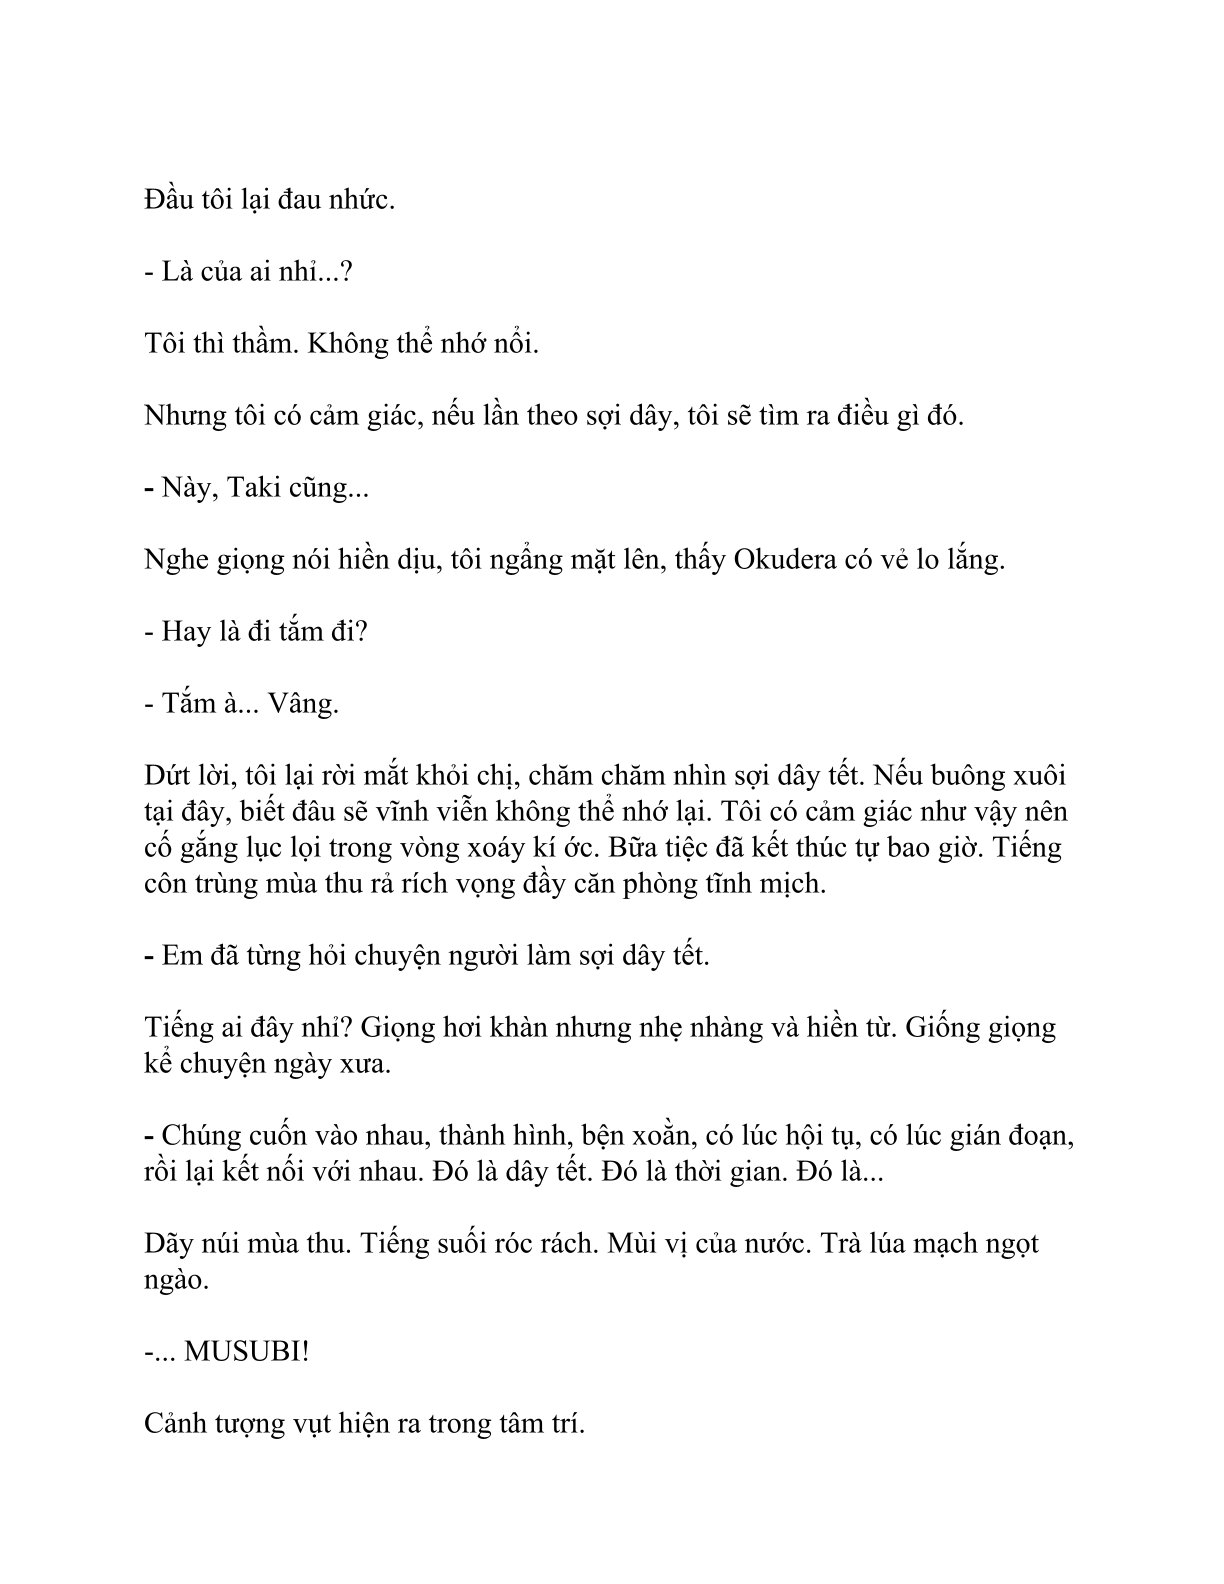 Đầu tôi lại đau nhức.
- Là của ai nhỉ...?
Tôi thì thầm. Không thể nhớ nổi.
Nhưng tôi có cảm giác, nếu lần theo sợi dây, tôi sẽ tìm ra điều gì đó.
- Này, Taki cũng...
Nghe giọng nói hiền dịu, tôi ngẩng mặt lên, thấy Okudera có vẻ lo lắng.
- Hay là đi tắm đi?
- Tắm à... Vâng.
Dứt lời, tôi lại rời mắt khỏi chị, chăm chăm nhìn sợi dây tết. Nếu buông xuôi
tại đây, biết đâu sẽ vĩnh viễn không thể nhớ lại. Tôi có cảm giác như vậy nên
cố gắng lục lọi trong vòng xoáy kí ớc. Bữa tiệc đã kết thúc tự bao giờ. Tiếng
côn trùng mùa thu rả rích vọng đầy căn phòng tĩnh mịch.
- Em đã từng hỏi chuyện người làm sợi dây tết.
Tiếng ai đây nhỉ? Giọng hơi khàn nhưng nhẹ nhàng và hiền từ. Giống giọng
kể chuyện ngày xưa.
- Chúng cuốn vào nhau, thành hình, bện xoằn, có lúc hội tụ, có lúc gián đoạn,
rồi lại kết nối với nhau. Đó là dây tết. Đó là thời gian. Đó là...
Dãy núi mùa thu. Tiếng suối róc rách. Mùi vị của nước. Trà lúa mạch ngọt
ngào.
-... MUSUBI!
Cảnh tượng vụt hiện ra trong tâm trí.